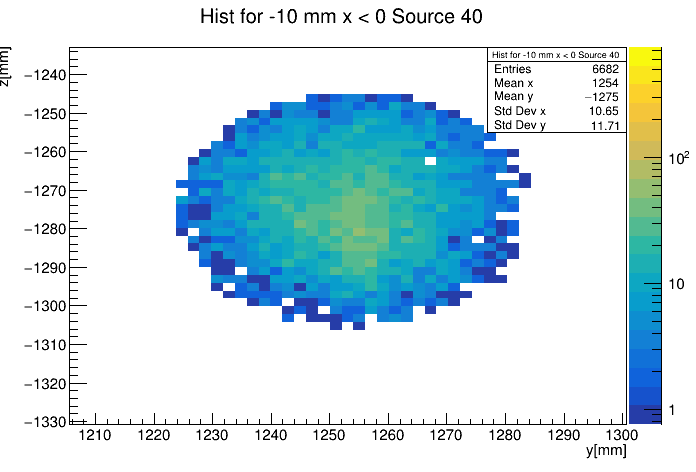 Hist for -10 mm x < 0 Source 40
z[mm]
Hist for -10 mm x < 0 Source 40
Entries 6682
Mean x 1254
Mean y −1275
Std Dev x 10.65
Std Dev y 11.71
−1240
−1250
−1260
−1270
−1280
−1290
−1300
−1310
−1320
−1330
10²
10
1
1210 1220 1230 1240 1250 1260 1270 1280 1290 1300
y[mm]